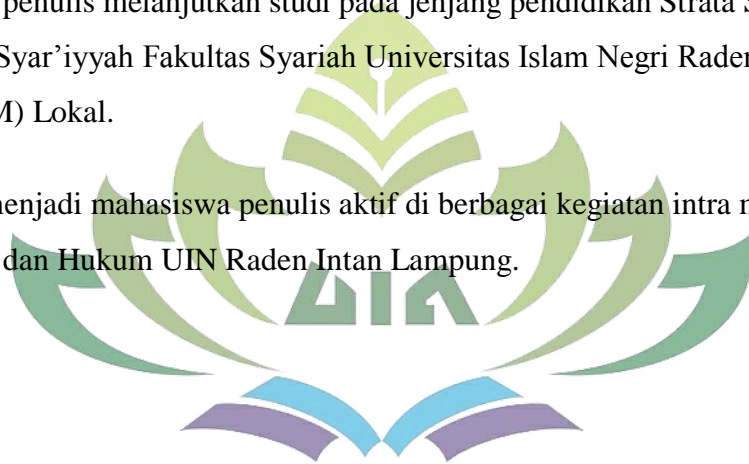 penulis melanjutkan studi pada jenjang pendidikan Strata S
Syar’iyyah Fakultas Syariah Universitas Islam Negri Raden
M) Lokal.
menjadi mahasiswa penulis aktif di berbagai kegiatan intra m
dan Hukum UIN Raden Intan Lampung.
UIN